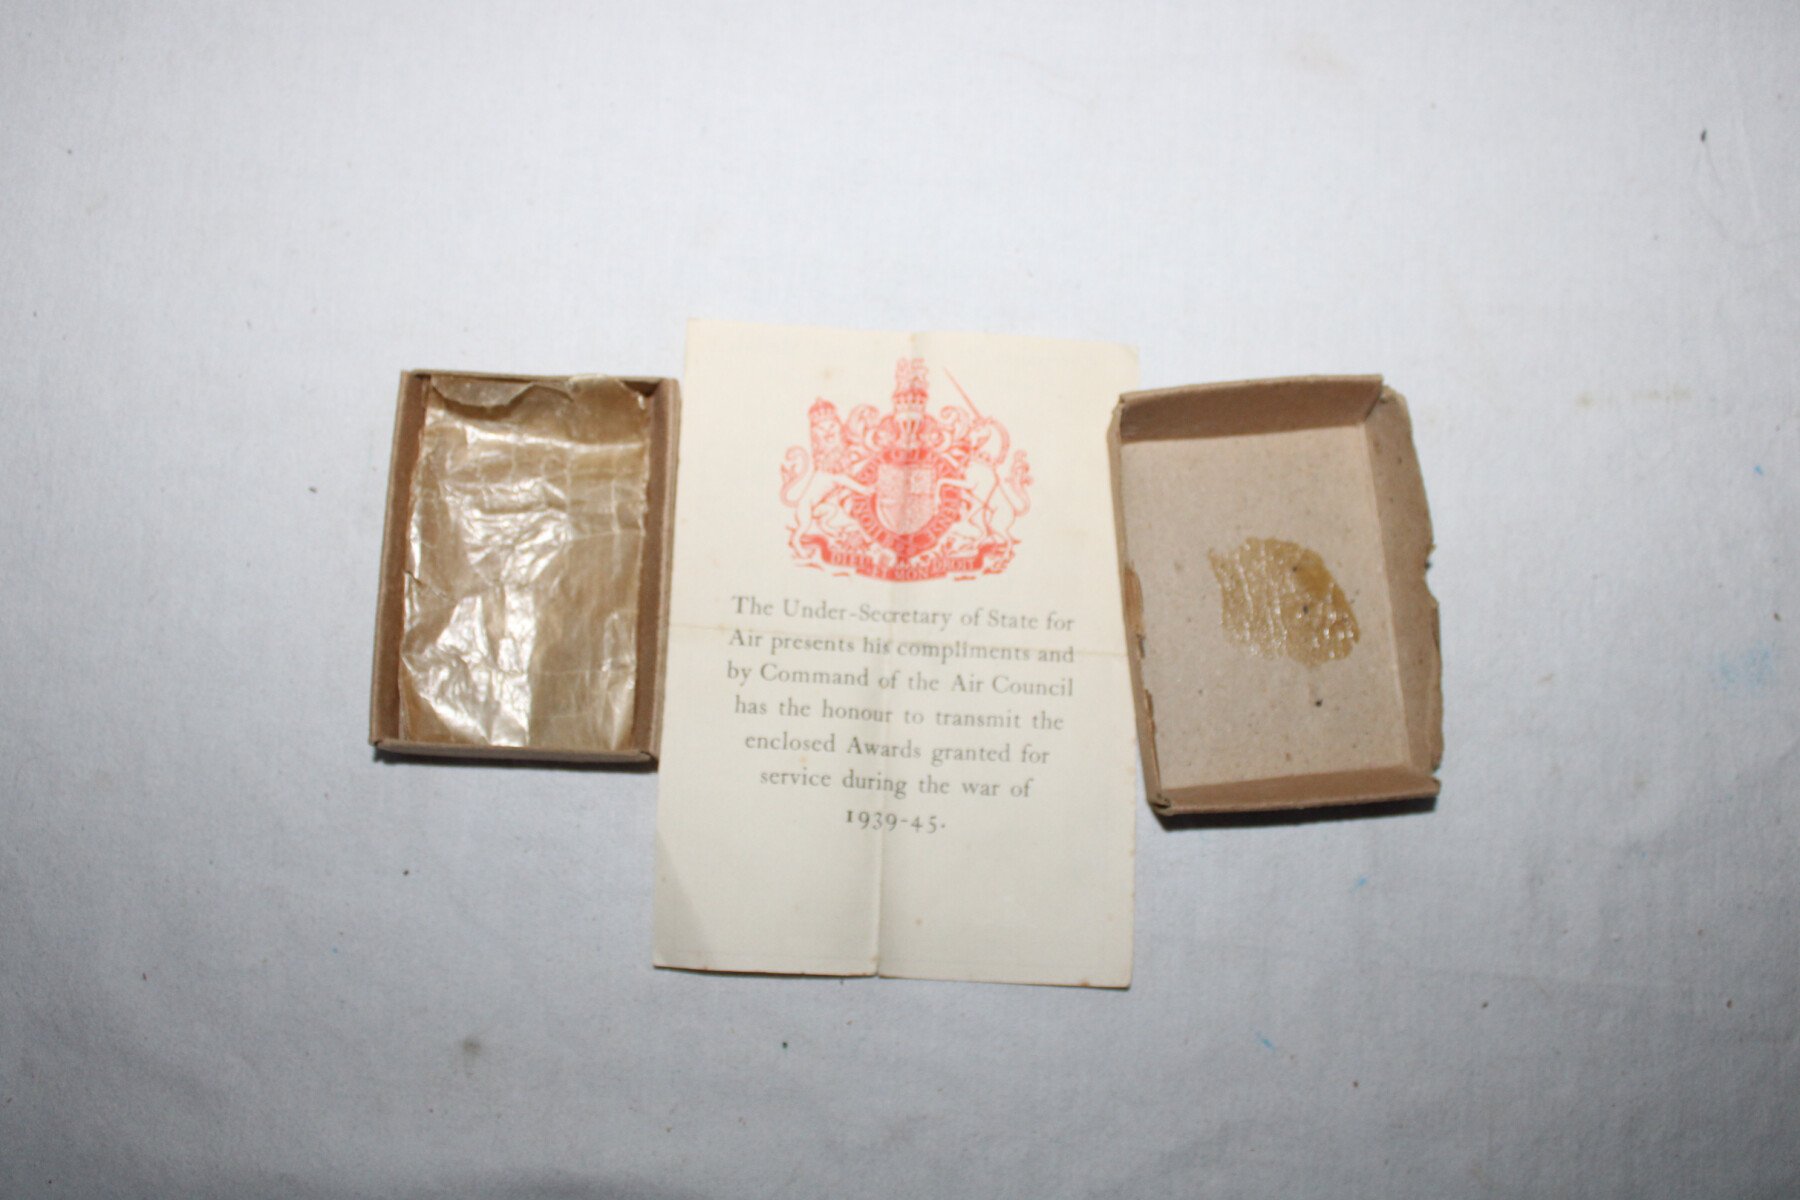 DIEU ET MON DROIT
The Under-Secretary of State for
Air presents his compliments and
by Command of the Air Council
has the honour to transmit the
enclosed Awards granted for
service during the war of
1939-45.